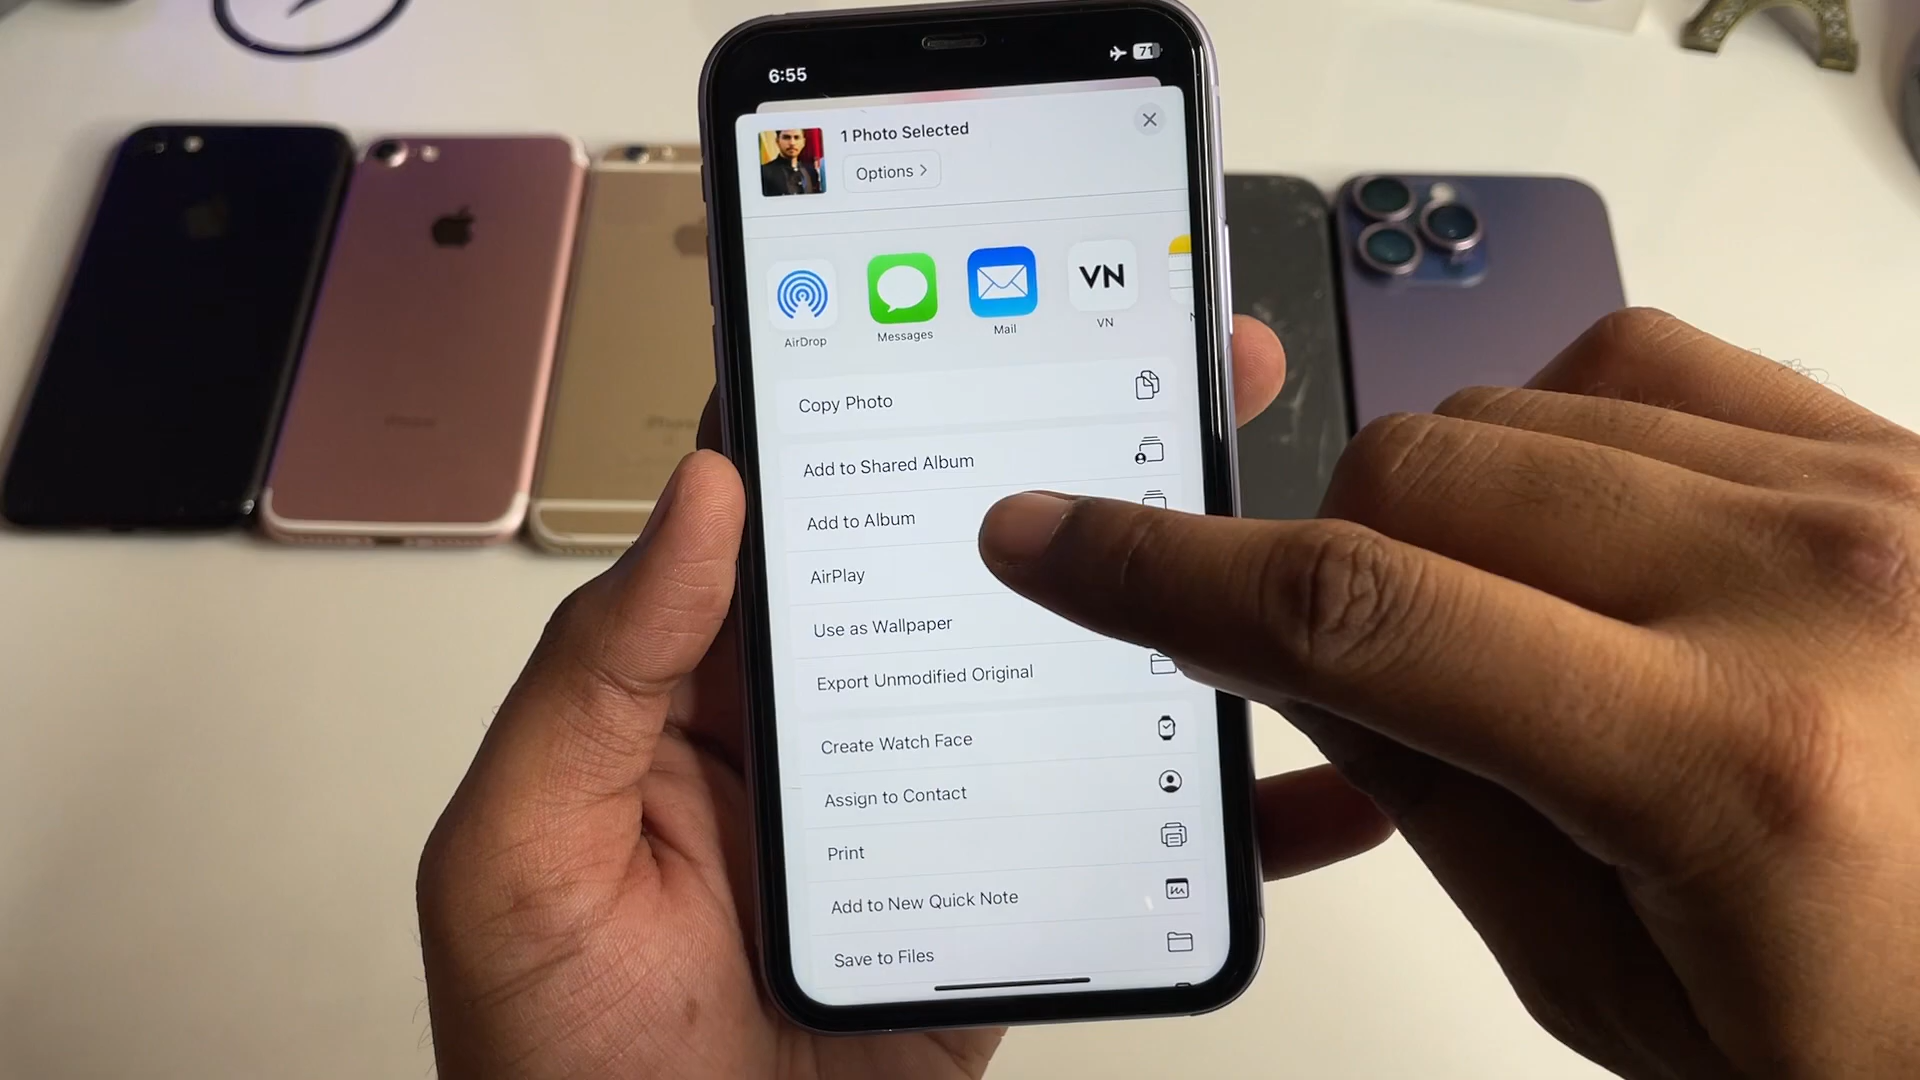 6:55
71
1 Photo Selected
Options
AirDrop
Messages
Mail
VN
VN
Copy Photo
Add to Shared Album
Add to Album
AirPlay
Use as Wallpaper
Export Unmodified Original
Create Watch Face
Assign to Contact
Print
Add to New Quick Note
Save to Files
iPhone